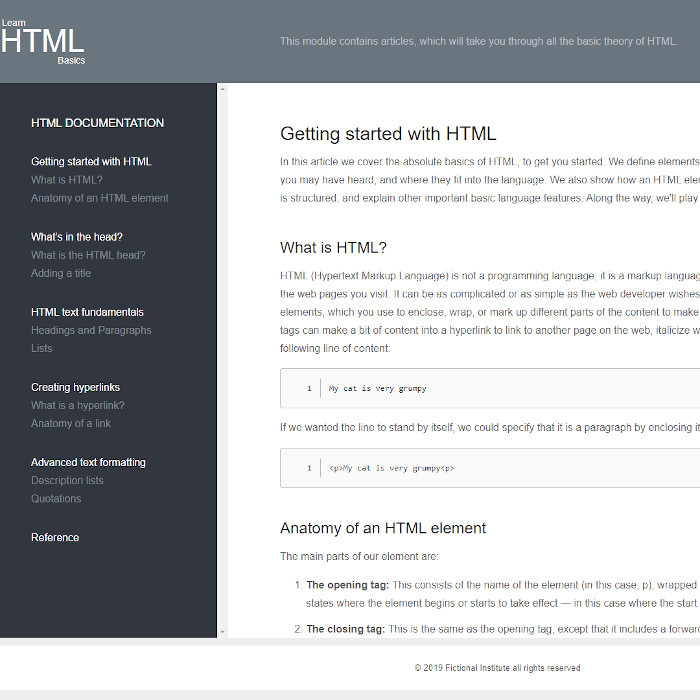 Learn
HTML
Basics
This module contains articles, which will take you through all the basic theory of HTML.
HTML DOCUMENTATION
Getting started with HTML
What is HTML?
Anatomy of an HTML element
What's in the head?
What is the HTML head?
Adding a title
HTML text fundamentals
Headings and Paragraphs
Lists
Creating hyperlinks
What is a hyperlink?
Anatomy of a link
Advanced text formatting
Description lists
Quotations
Reference
Getting started with HTML
In this article we cover the absolute basics of HTML, to get you started. We define elements
you may have heard, and where they fit into the language. We also show how an HTML
is structured, and explain other important basic language features. Along the way, we'll play
What is HTML?
HTML (Hypertext Markup Language) is not a programming language, it is a markup
the web pages you visit. It can be as complicated or as simple as the web developer wishes
elements, which you use to enclose, wrap, or mark up different parts of the content to make
tags can make a bit of content into a hyperlink to link to another page on the web, italicize
following line of content:
1 My cat is very grumpy
If we wanted the line to stand by itself, we could specify that it is a paragraph by enclosing it
1 <p>My cat is very grumpy<p>
Anatomy of an HTML element
The main parts of our element are:
1. The opening tag: This consists of the name of the element (in this case, p), wrapped
states where the element begins or starts to take effect — in this case where the start
2. The closing tag: This is the same as the opening tag, except that it includes a
© 2019 Fictional Institute all rights reserved